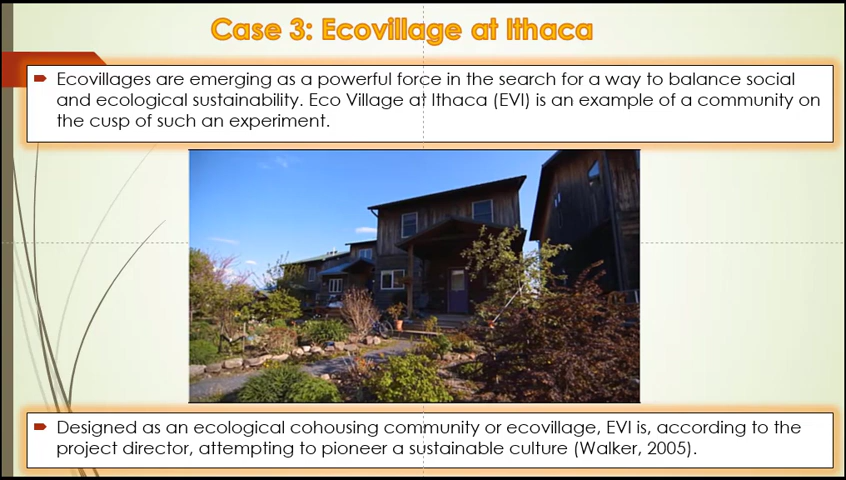 Case 3: Ecovillage at Ithaca
Ecovillages are emerging as a powerful force in the search for a way to balance social
and ecological sustainability. Eco Village at Ithaca (EVI) is an example of a community on
the cusp of such an experiment.
Designed as an ecological cohousing community or ecovillage, EVI is, according to the
project director, attempting to pioneer a sustainable culture (Walker, 2005).